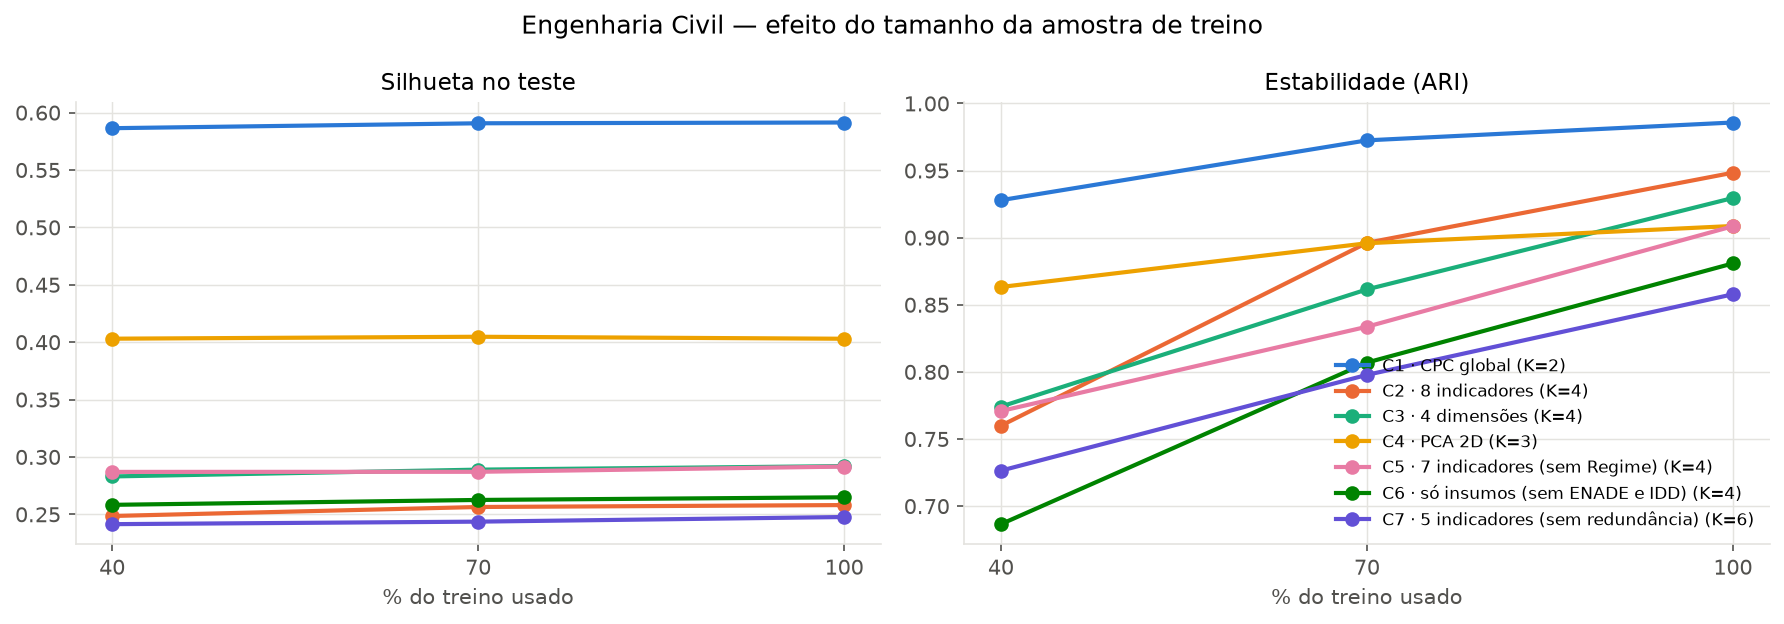 Engenharia Civil — efeito do tamanho da amostra de treino
Silhueta no teste
0.60
0.55
0.50
0.45
0.40
0.35
0.30
0.25
40
70
100
% do treino usado
Estabilidade (ARI)
1.00
0.95
0.90
0.85
0.80
0.75
0.70
C1 · CPC global (K=2)
C2 · 8 indicadores (K=4)
C3 · 4 dimensões (K=4)
C4 · PCA 2D (K=3)
C5 · 7 indicadores (sem Regime) (K=4)
C6 · só insumos (sem ENADE e IDD) (K=4)
C7 · 5 indicadores (sem redundância) (K=6)
40
70
100
% do treino usado